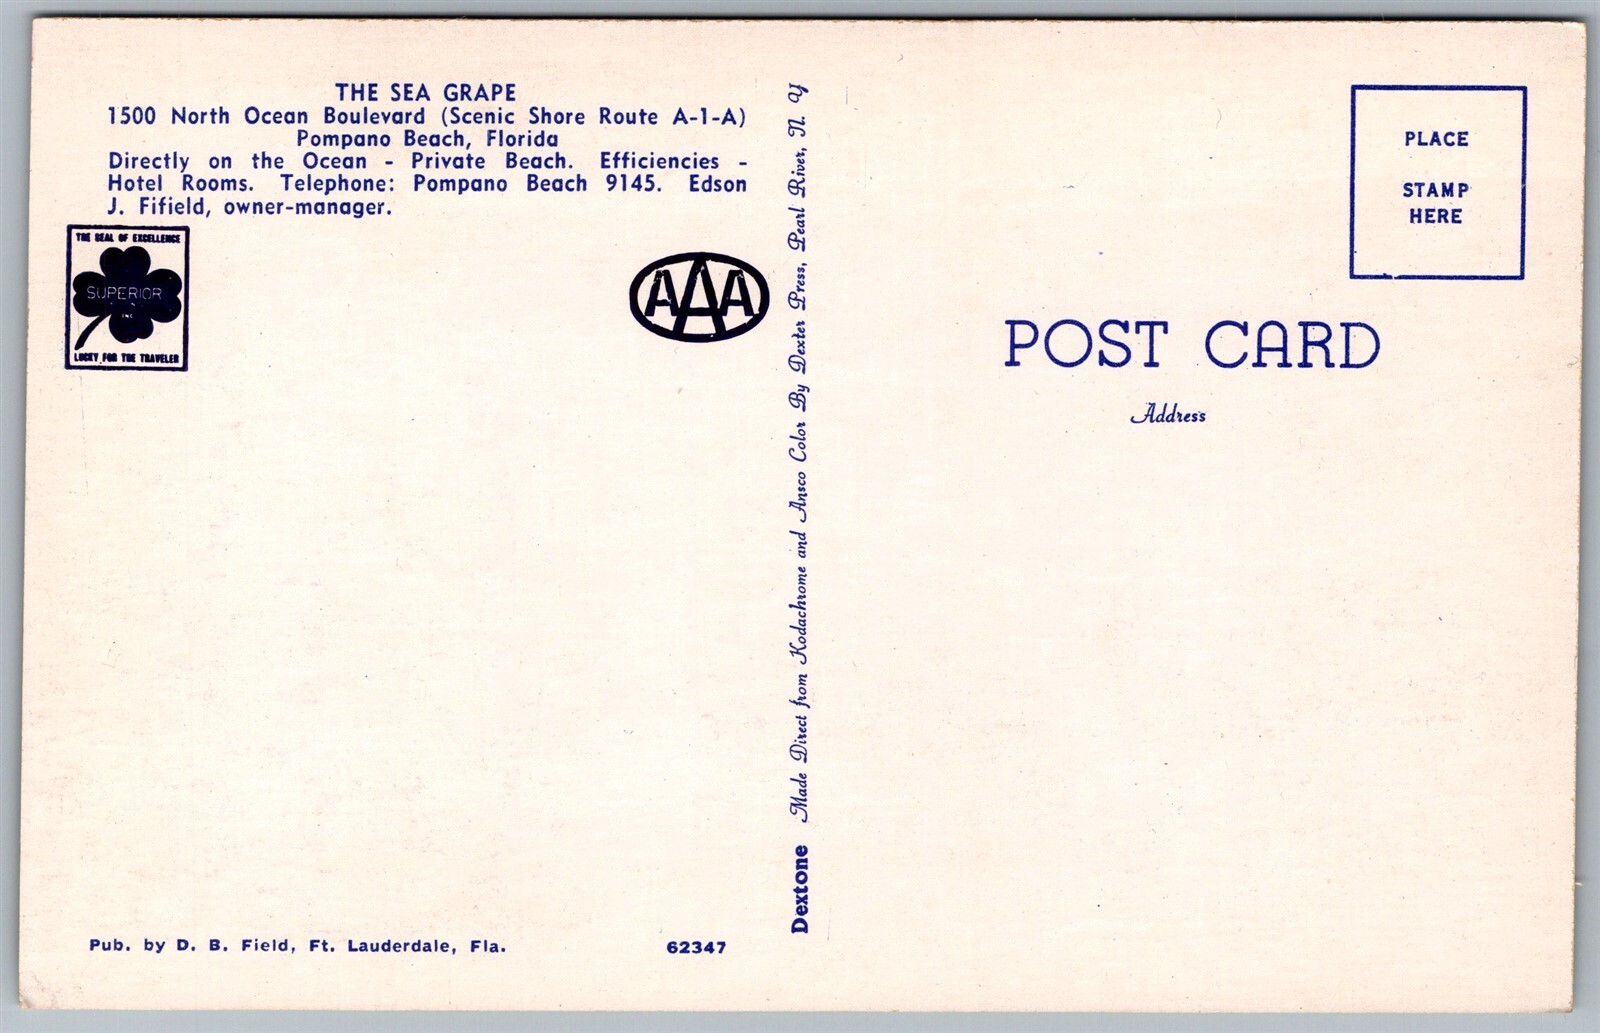 THE SEA GRAPE
1500 North Ocean Boulevard (Scenic Shore Route A-1-A)
Pompano Beach, Florida
Directly on the Ocean - Private Beach. Efficiencies -
Hotel Rooms. Telephone: Pompano Beach 9145. Edson
J. Fifield, owner-manager.
THE SEAL OF EXCELLENCE
SUPERIOR
INC
LUCKY FOR THE TRAVELER
AAA
Pub. by D. B. Field, Ft. Lauderdale, Fla.
62347
Dextone Made Direct from Kodachrome and Ansco Color By Dexter Press, Pearl River, N. Y
PLACE
STAMP
HERE
POST CARD
Address